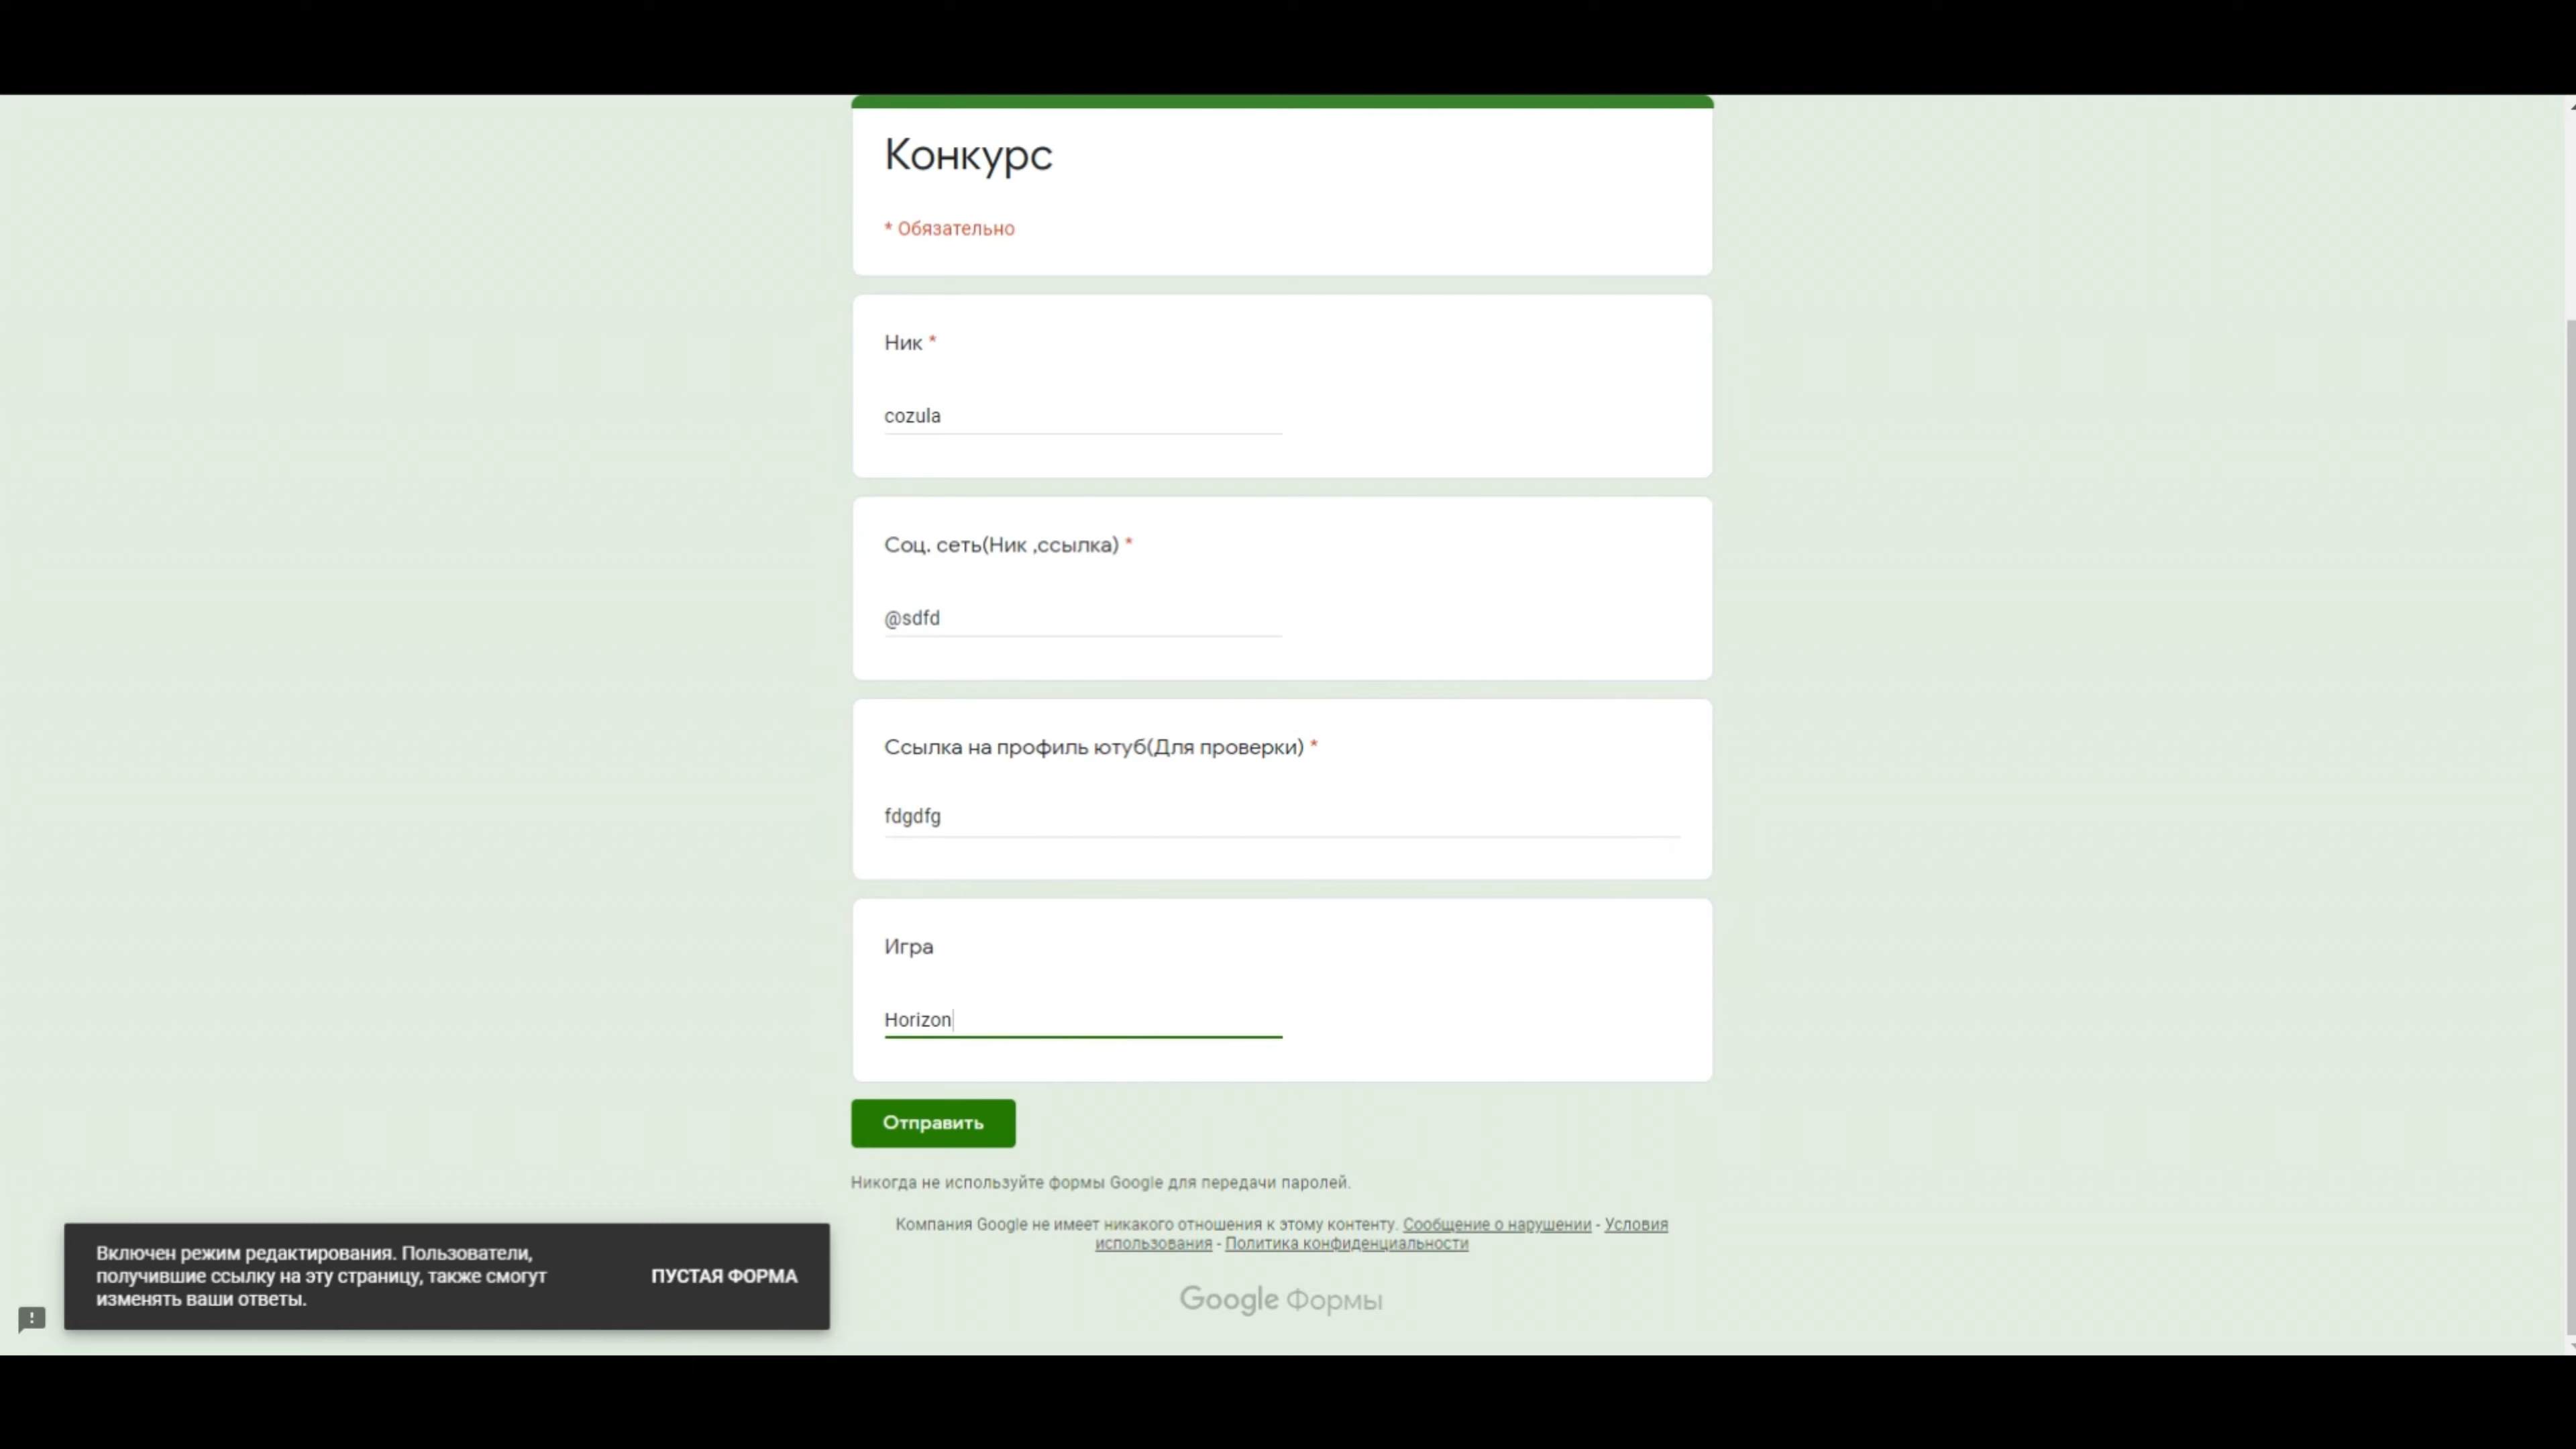 Конкурс
* Обязательно
Ник *
cozula
Соц. сеть(Ник ,ссылка) *
@sdfd
Ссылка на профиль ютуб(Для проверки) *
fdgdfg
Игра
Horizon
Отправить
Никогда не используйте формы Google для передачи паролей.
Компания Google не имеет никакого отношения к этому контенту. Сообщение о нарушении - Условия
использования - Политика конфиденциальности
Google Формы
Включен режим редактирования. Пользователи,
получившие ссылку на эту страницу, также смогут
изменять ваши ответы.
ПУСТАЯ ФОРМА